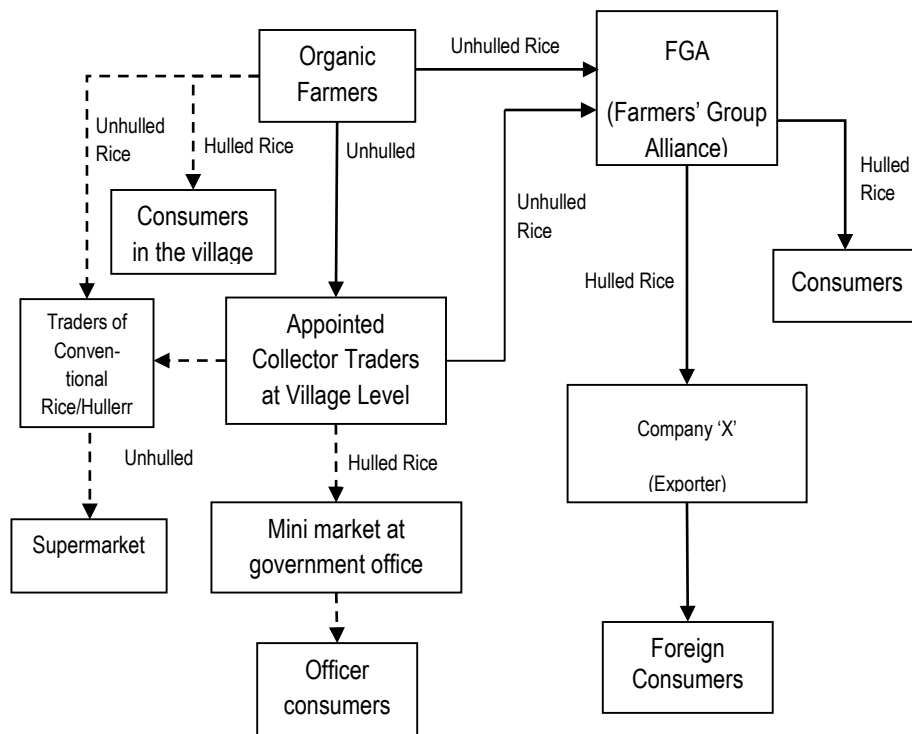 Organic
Farmers
Unhulled Rice
FGA
(Farmers' Group
Alliance)
Unhulled
Rice
Hulled Rice
Unhulled
Hulled
Rice
Consumers
in the village
Unhulled
Rice
Hulled Rice
Consumers
Traders of
Conven-
tional
Rice/Hullerr
Appointed
Collector Traders
at Village Level
Company ‘X’
(Exporter)
Unhulled
Hulled Rice
Supermarket
Mini market at
government office
Officer
consumers
Foreign
Consumers